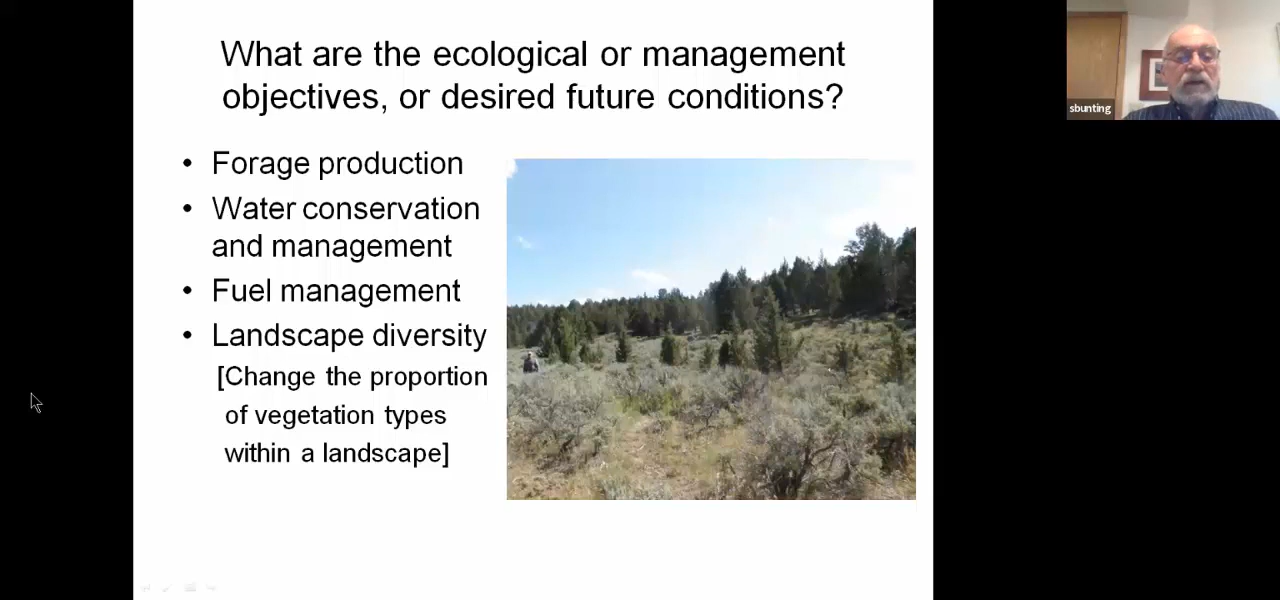 What are the ecological or management
objectives, or desired future conditions?
• Forage production
• Water conservation
and management
• Fuel management
• Landscape diversity
[Change the proportion
of vegetation types
within a landscape]
sbunting